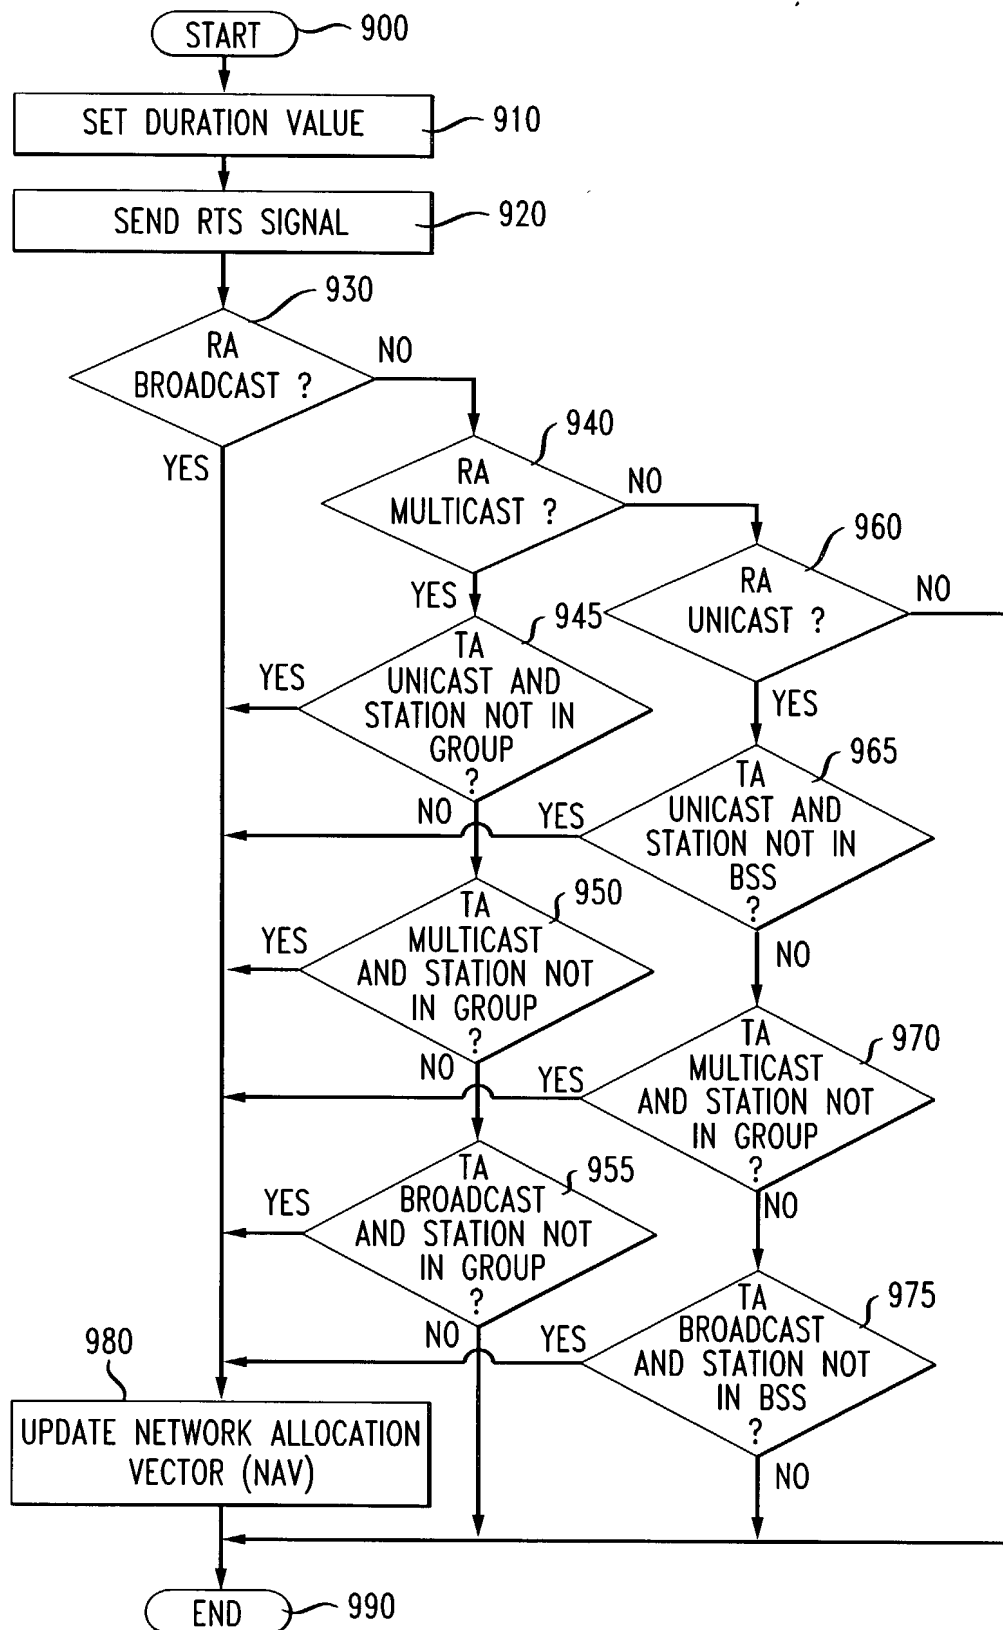 START
900
SET DURATION VALUE
910
SEND RTS SIGNAL
920
930
RA
BROADCAST ?
NO
YES
940
RA
MULTICAST ?
NO
YES
960
RA
UNICAST ?
NO
YES
945
TA
UNICAST AND
STATION NOT IN
GROUP
?
YES
NO
965
TA
UNICAST AND
STATION NOT IN
BSS
?
YES
NO
950
TA
MULTICAST
AND STATION NOT
IN GROUP
?
YES
NO
970
TA
MULTICAST
AND STATION NOT
IN GROUP
?
YES
NO
955
TA
BROADCAST
AND STATION NOT
IN GROUP
?
YES
NO
975
TA
BROADCAST
AND STATION NOT
IN BSS
?
YES
NO
980
UPDATE NETWORK ALLOCATION
VECTOR (NAV)
END
990